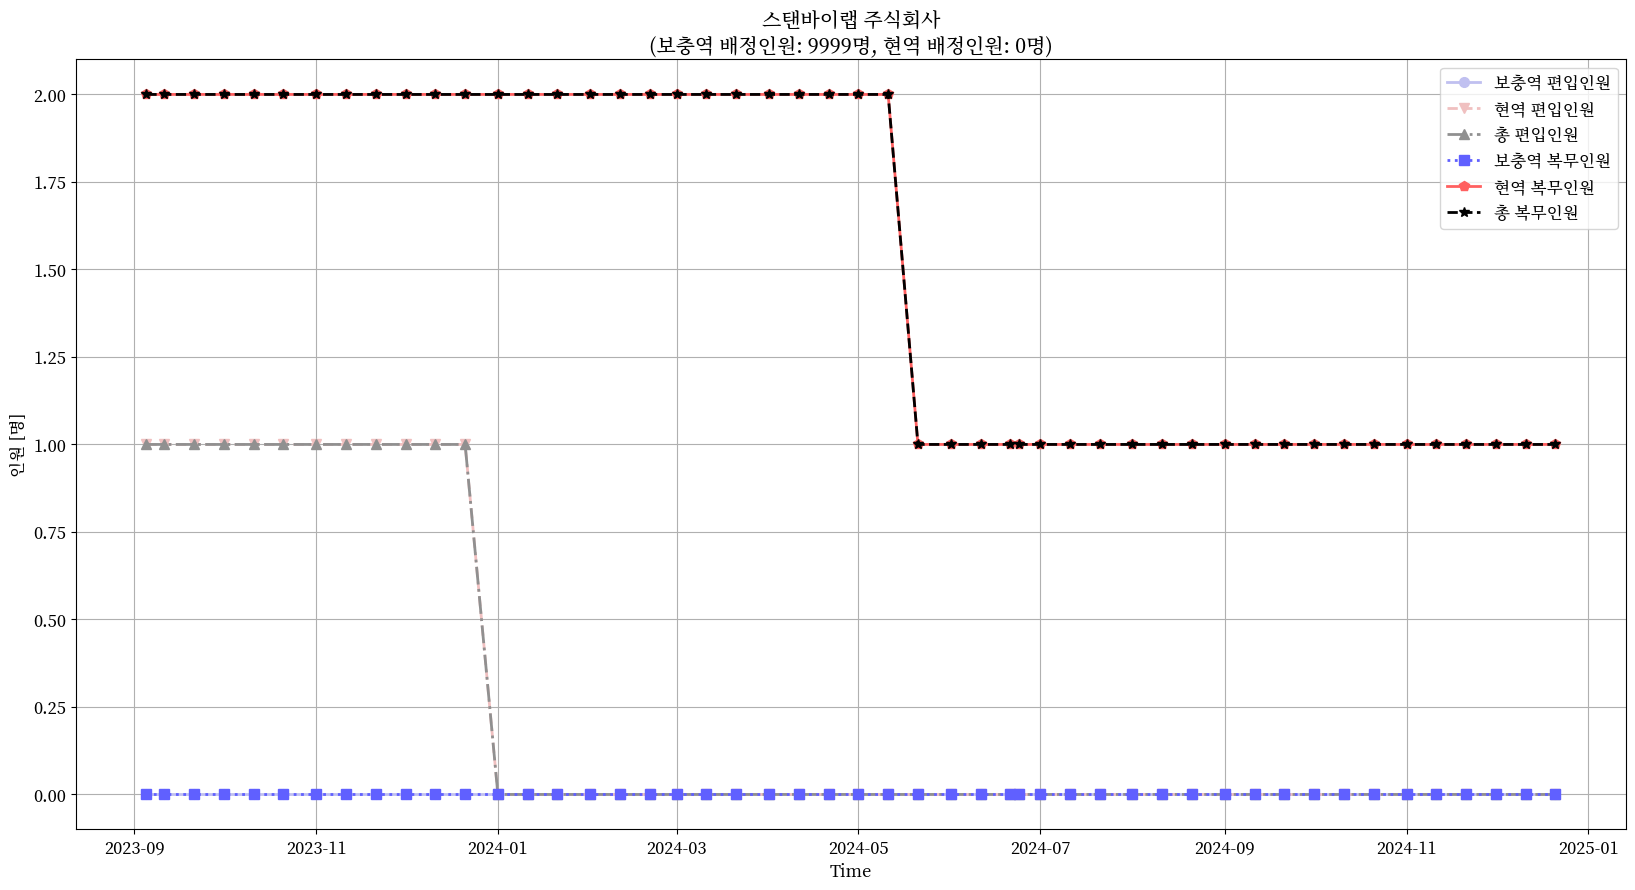 스탠바이랩 주식회사
(보충역 배정인원: 9999명, 현역 배정인원: 0명)
보충역 편입인원
현역 편입인원
총 편입인원
보충역 복무인원
현역 복무인원
총 복무인원
인원 [명]
2.00
1.75
1.50
1.25
1.00
0.75
0.50
0.25
0.00
2023-09
2023-11
2024-01
2024-03
2024-05
2024-07
2024-09
2024-11
2025-01
Time